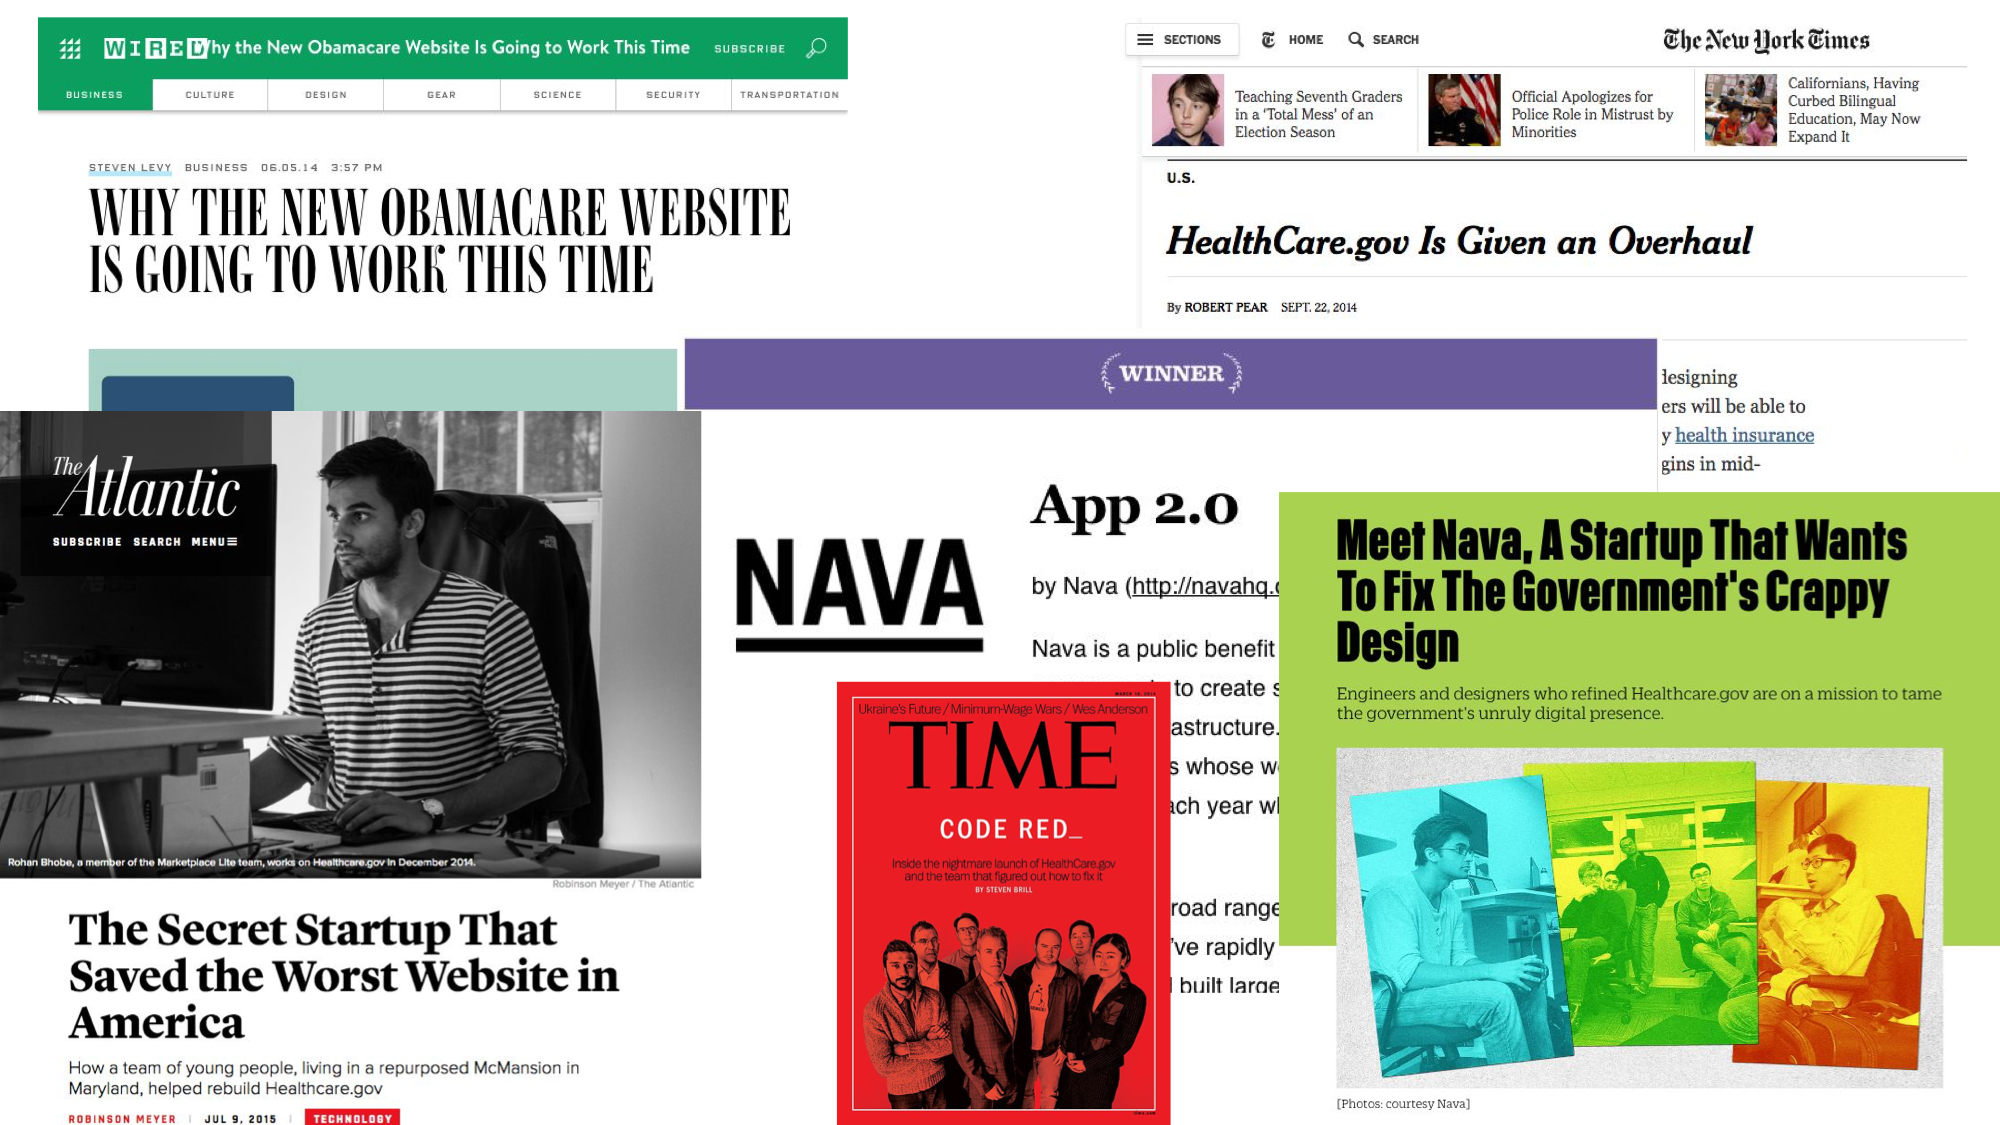 WIRED
Why the New Obamacare Website Is Going to Work This Time
SUBSCRIBE
BUSINESS
CULTURE
DESIGN
GEAR
SCIENCE
SECURITY
TRANSPORTATION
STEVEN LEVY BUSINESS 06.05.14 3:57 PM
WHY THE NEW OBAMACARE WEBSITE
IS GOING TO WORK THIS TIME
SECTIONS
HOME
SEARCH
The New York Times
Teaching Seventh Graders
in a 'Total Mess' of an
Election Season
Official Apologizes for
Police Role in Mistrust by
Minorities
Californians, Having
Curbed Bilingual
Education, May Now
Expand It
U.S.
HealthCare.gov Is Given an Overhaul
By ROBERT PEAR SEPT. 22, 2014
designing
ers will be able to
y health insurance
gins in mid-
WINNER
NAVA
App 2.0
by Nava (http://navahq.
Nava is a public benefit
to create s
astructure.
s whose w
ach year w
road range
've rapidly
built large
The Atlantic
SUBSCRIBE SEARCH MENU
Rohan Bhobe, a member of the Marketplace Lite team, works on Healthcare.gov in December 2014.
Robinson Meyer / The Atlantic
The Secret Startup That
Saved the Worst Website in
America
How a team of young people, living in a repurposed McMansion in
Maryland, helped rebuild Healthcare.gov
ROBINSON MEYER | JUL 9, 2015 | TECHNOLOGY
Ukraine's Future / Minimum-Wage Wars / Wes Anderson
TIME
CODE RED_
Inside the nightmare launch of HealthCare.gov
and the team that figured out how to fix it
BY STEVEN BRILL
Meet Nava, A Startup That Wants
To Fix The Government's Crappy
Design
Engineers and designers who refined Healthcare.gov are on a mission to tame
the government's unruly digital presence.
[Photos: courtesy Nava]